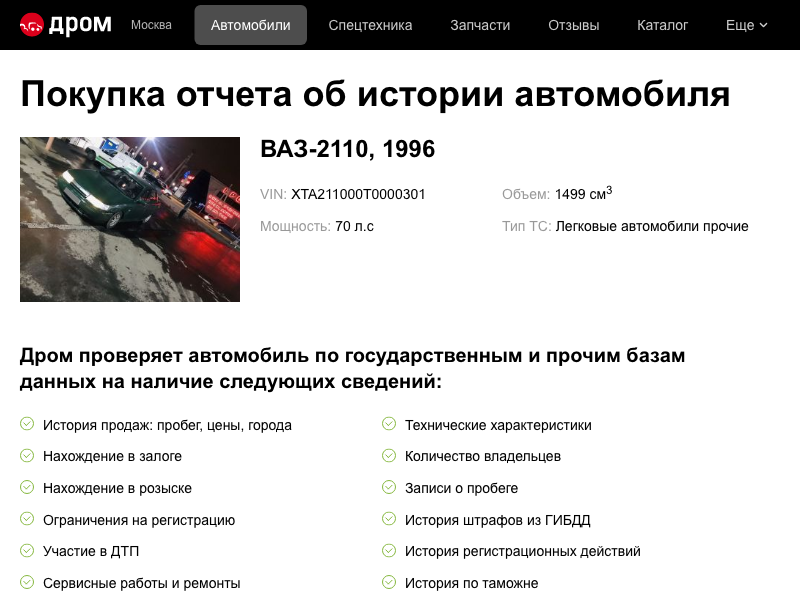 дром Москва Автомобили Спецтехника Запчасти Отзывы Каталог Еще
Покупка отчета об истории автомобиля
ВАЗ-2110, 1996
VIN: XTA211000T0000301 Объем: 1499 см3
Мощность: 70 л.с Тип ТС: Легковые автомобили прочие
Дром проверяет автомобиль по государственным и прочим базам
данных на наличие следующих сведений:
История продаж: пробег, цены, города Технические характеристики
Нахождение в залоге Количество владельцев
Нахождение в розыске Записи о пробеге
Ограничения на регистрацию История штрафов из ГИБДД
Участие в ДТП История регистрационных действий
Сервисные работы и ремонты История по таможне